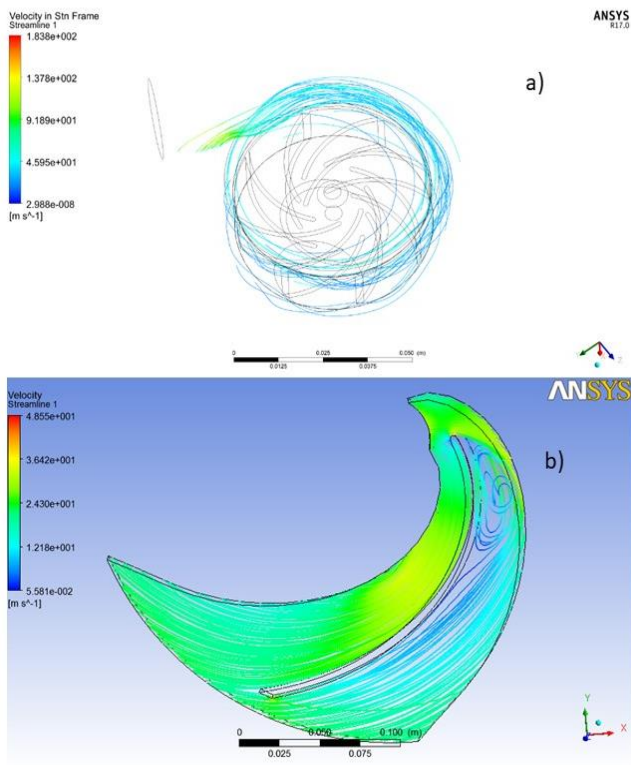 Velocity in Stn Frame
Streamline 1
1.838e+002
1.378e+002
9.189e+001
4.595e+001
2.988e-008
[m s^-1]
ANSYS
R17.0
a)
0 0.025 0.050 (m)
0.0125 0.0375
Z
Velocity
Streamline 1
4.855e+001
3.642e+001
2.430e+001
1.218e+001
5.581e-002
[m s^-1]
ANSYS
b)
0 0.050 0.100 (m)
0.025 0.075
Y
X